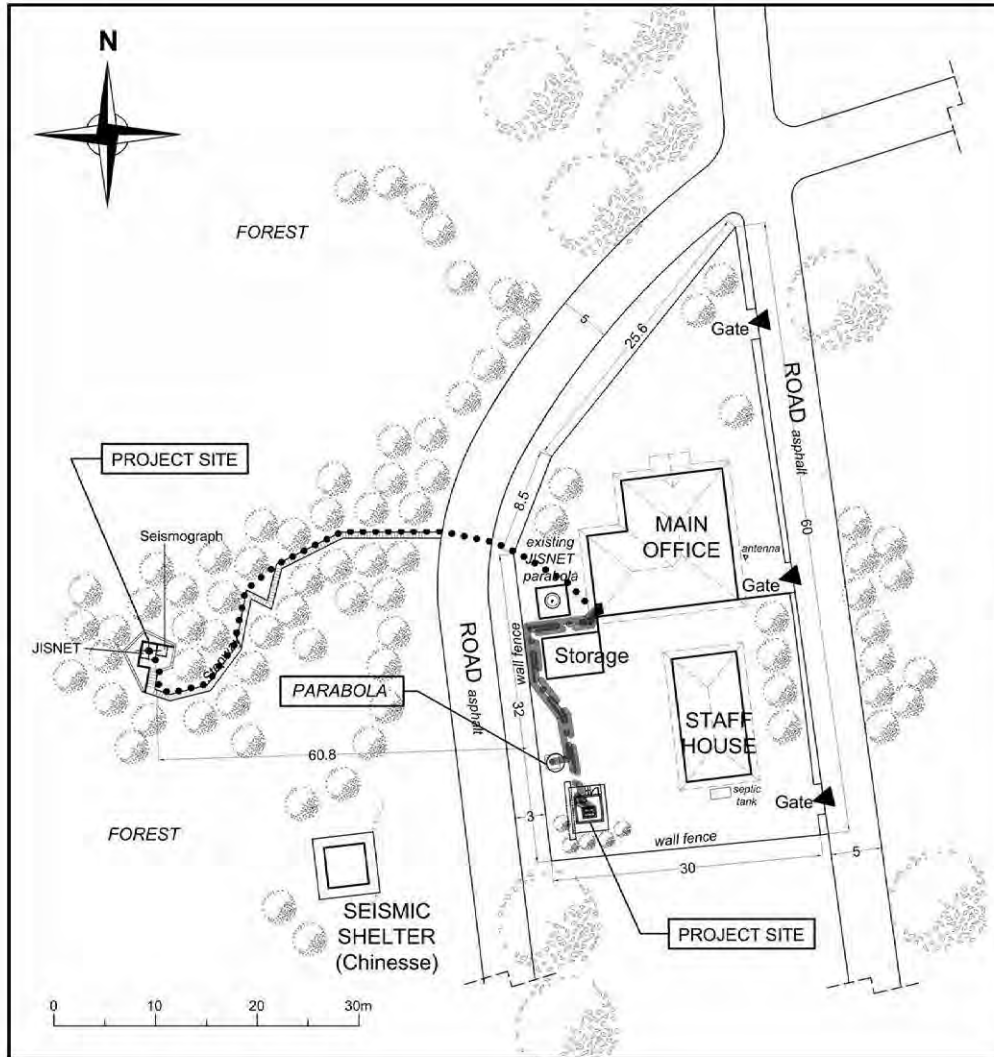 N
FOREST
5
25.6
Gate
ROAD asphalt
PROJECT SITE
8.5
MAIN
OFFICE
60
Seismograph
existing
JISNET
parabola
antenna
Gate
JISNET
Storage
ROAD asphalt
wall fence
PARABOLA
32
STAFF
HOUSE
60.8
septic
tank
Gate
FOREST
3
wall fence
30
5
SEISMIC
SHELTER
(Chinesse)
PROJECT SITE
0 10 20 30m